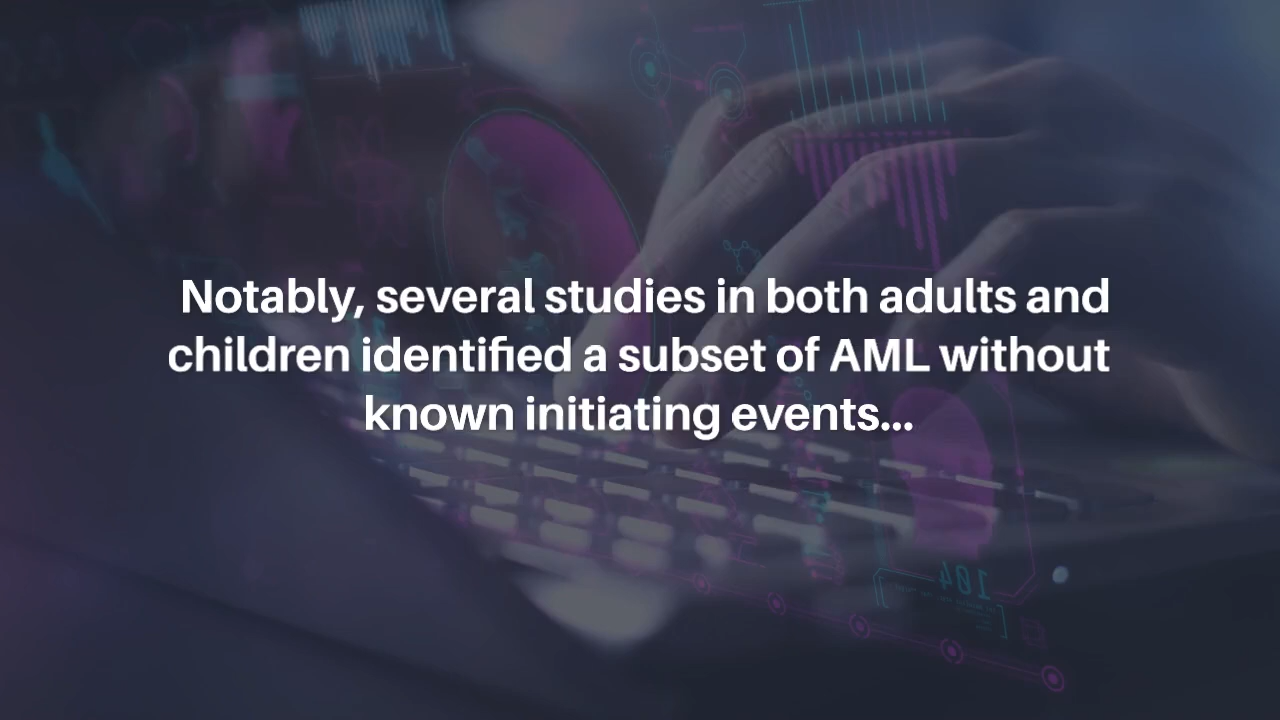 Notably, several studies in both adults and
children identified a subset of AML without
known initiating events...